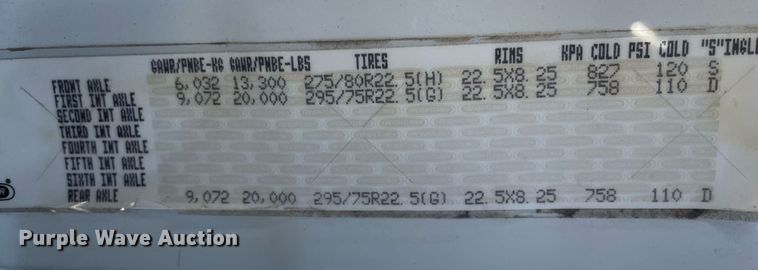 GAWR/PNBE-KG GAWR/PNBE-LBS TIRES RIMS KPA COLD PSI COLD "S"INGL
FRONT AXLE 6,032 13,300 275/80R22.5(H) 22.5X8.25 827 120 S
FIRST INT AXLE 9,072 20,000 295/75R22.5(G) 22.5X8.25 758 110 D
SECOND INT AXLE
THIRD INT AXLE
FOURTH INT AXLE
FIFTH INT AXLE
SIXTH INT AXLE
REAR AXLE 9,072 20,000 295/75R22.5(G) 22.5X8.25 758 110 D
Purple Wave Auction